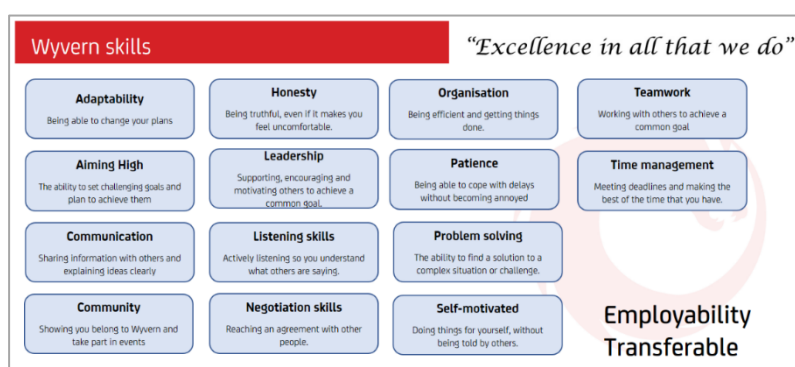 Wyvern skills
"Excellence in all that we do"
Adaptability
Being able to change your plans
Honesty
Being truthful, even if it makes you
feel uncomfortable.
Organisation
Being efficient and getting things
done.
Teamwork
Working with others to achieve a
common goal
Aiming High
The ability to set challenging goals and
plan to achieve them
Leadership
Supporting, encouraging and
motivating others to achieve a
common goal.
Patience
Being able to cope with delays
without becoming annoyed
Time management
Meeting deadlines and making the
best of the time that you have.
Communication
Sharing information with others and
explaining ideas clearly
Listening skills
Actively listening so you understand
what others are saying.
Problem solving
The ability to find a solution to a
complex situation or challenge.
Community
Showing you belong to Wyvern and
take part in events
Negotiation skills
Reaching an agreement with other
people.
Self-motivated
Doing things for yourself, without
being told by others.
Employability
Transferable